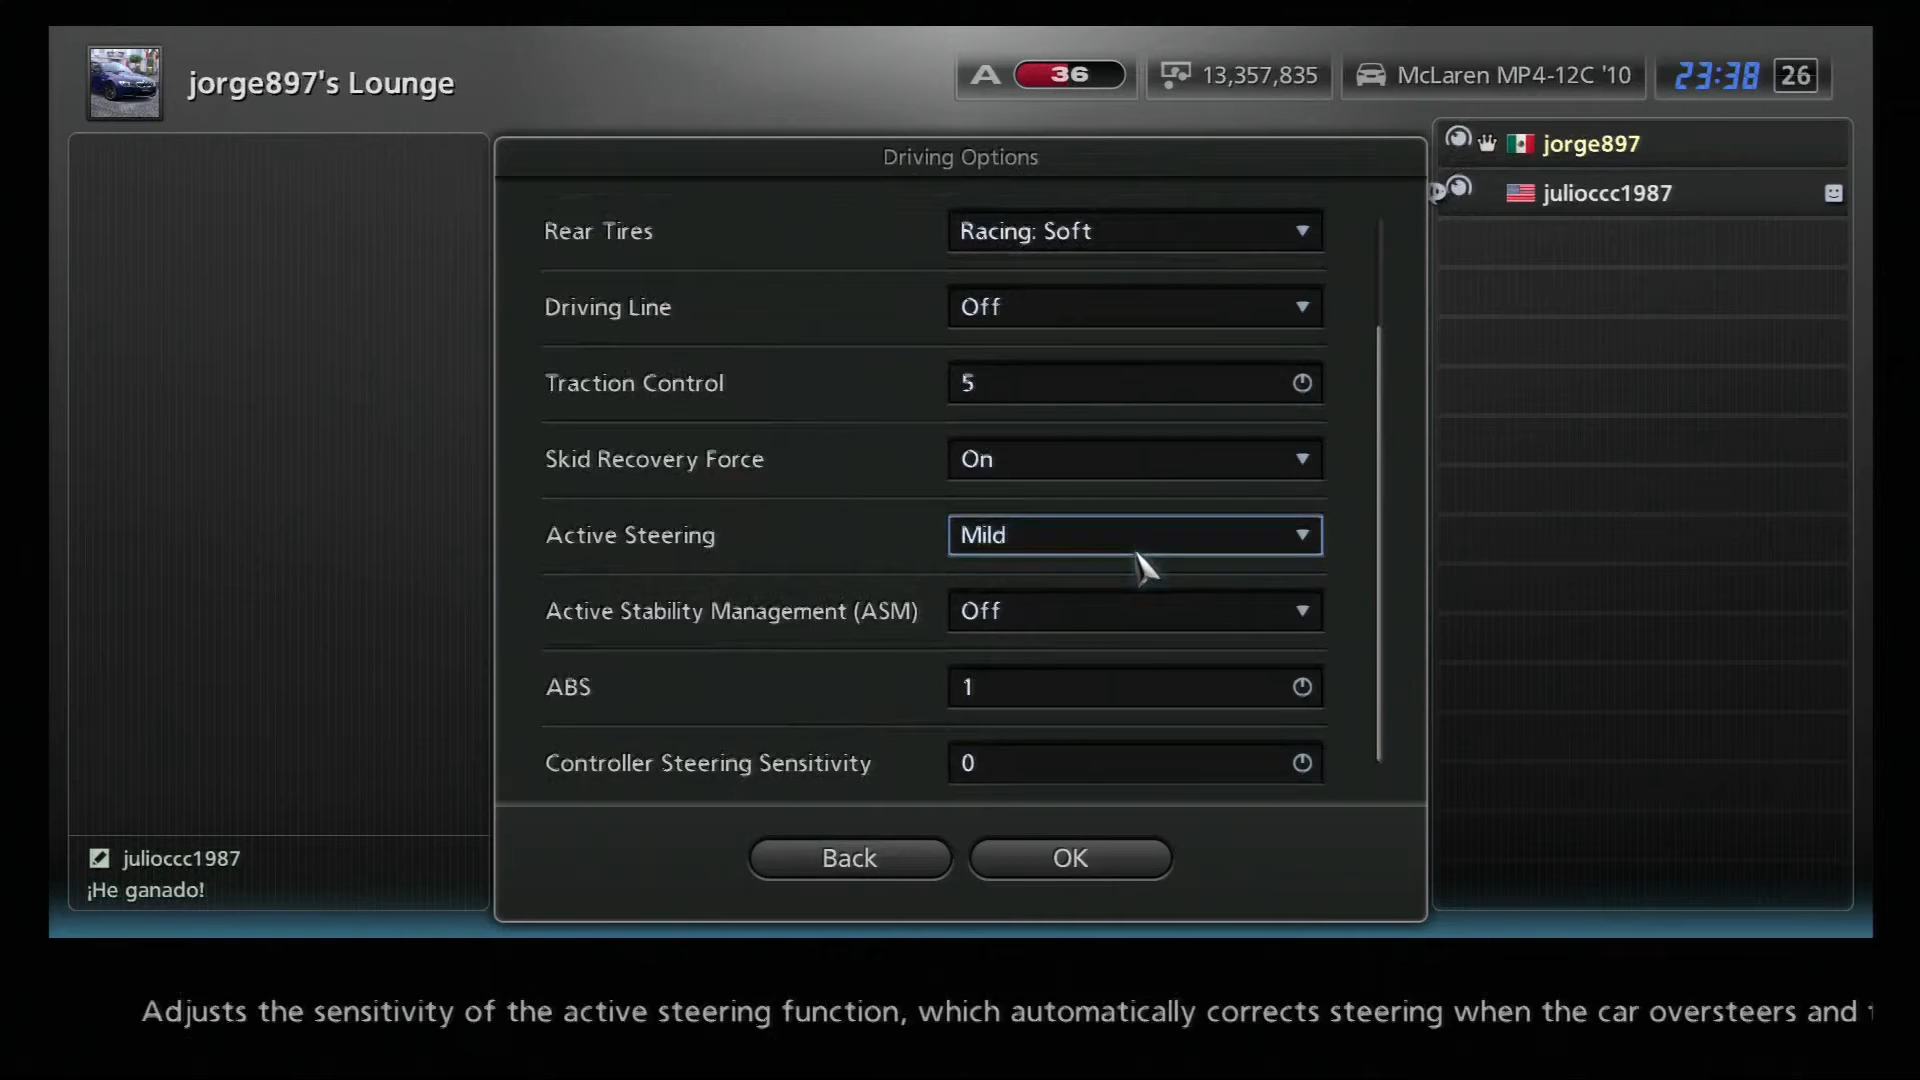 jorge897's Lounge
A 36
13,357,835
McLaren MP4-12C '10
23:38 26
Driving Options
Rear Tires Racing: Soft
Driving Line Off
Traction Control 5
Skid Recovery Force On
Active Steering Mild
Active Stability Management (ASM) Off
ABS 1
Controller Steering Sensitivity 0
Back OK
jorge897
julioccc1987
julioccc1987
¡He ganado!
Adjusts the sensitivity of the active steering function, which automatically corrects steering when the car oversteers and